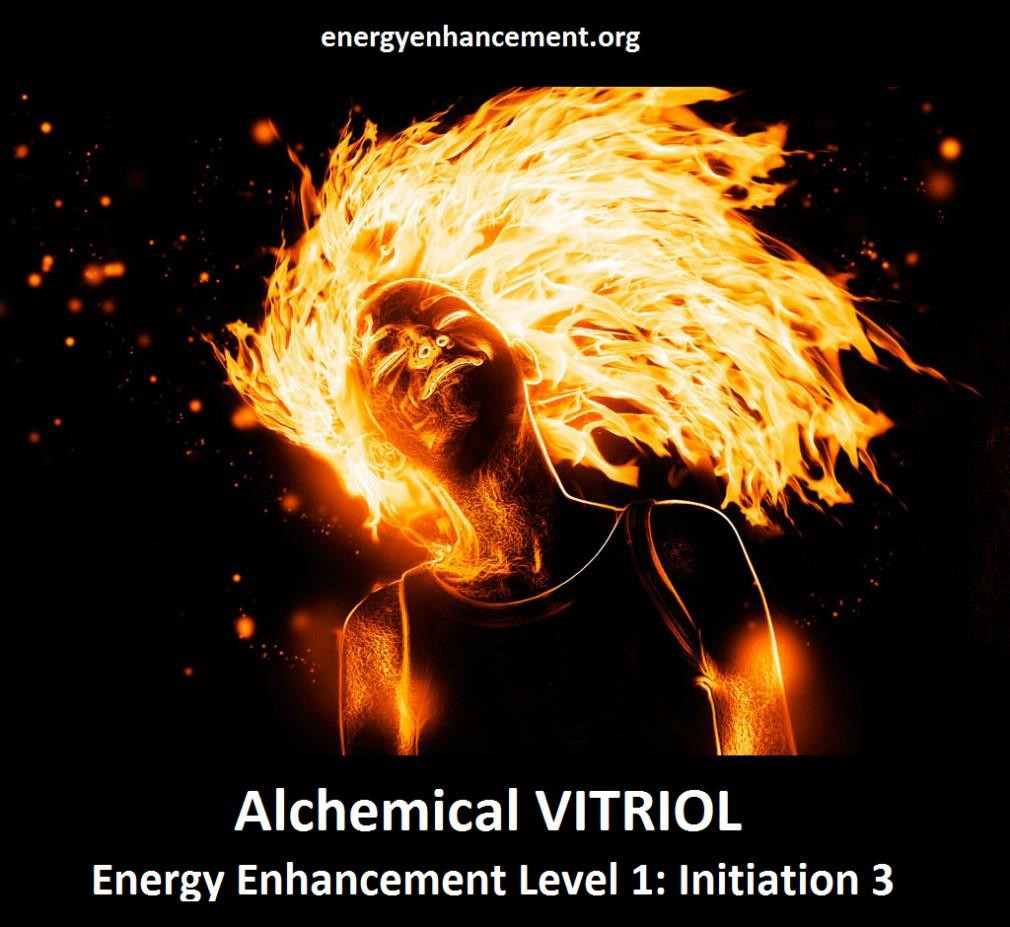 energyenhancement.org
Alchemical VITRIOL
Energy Enhancement Level 1: Initiation 3